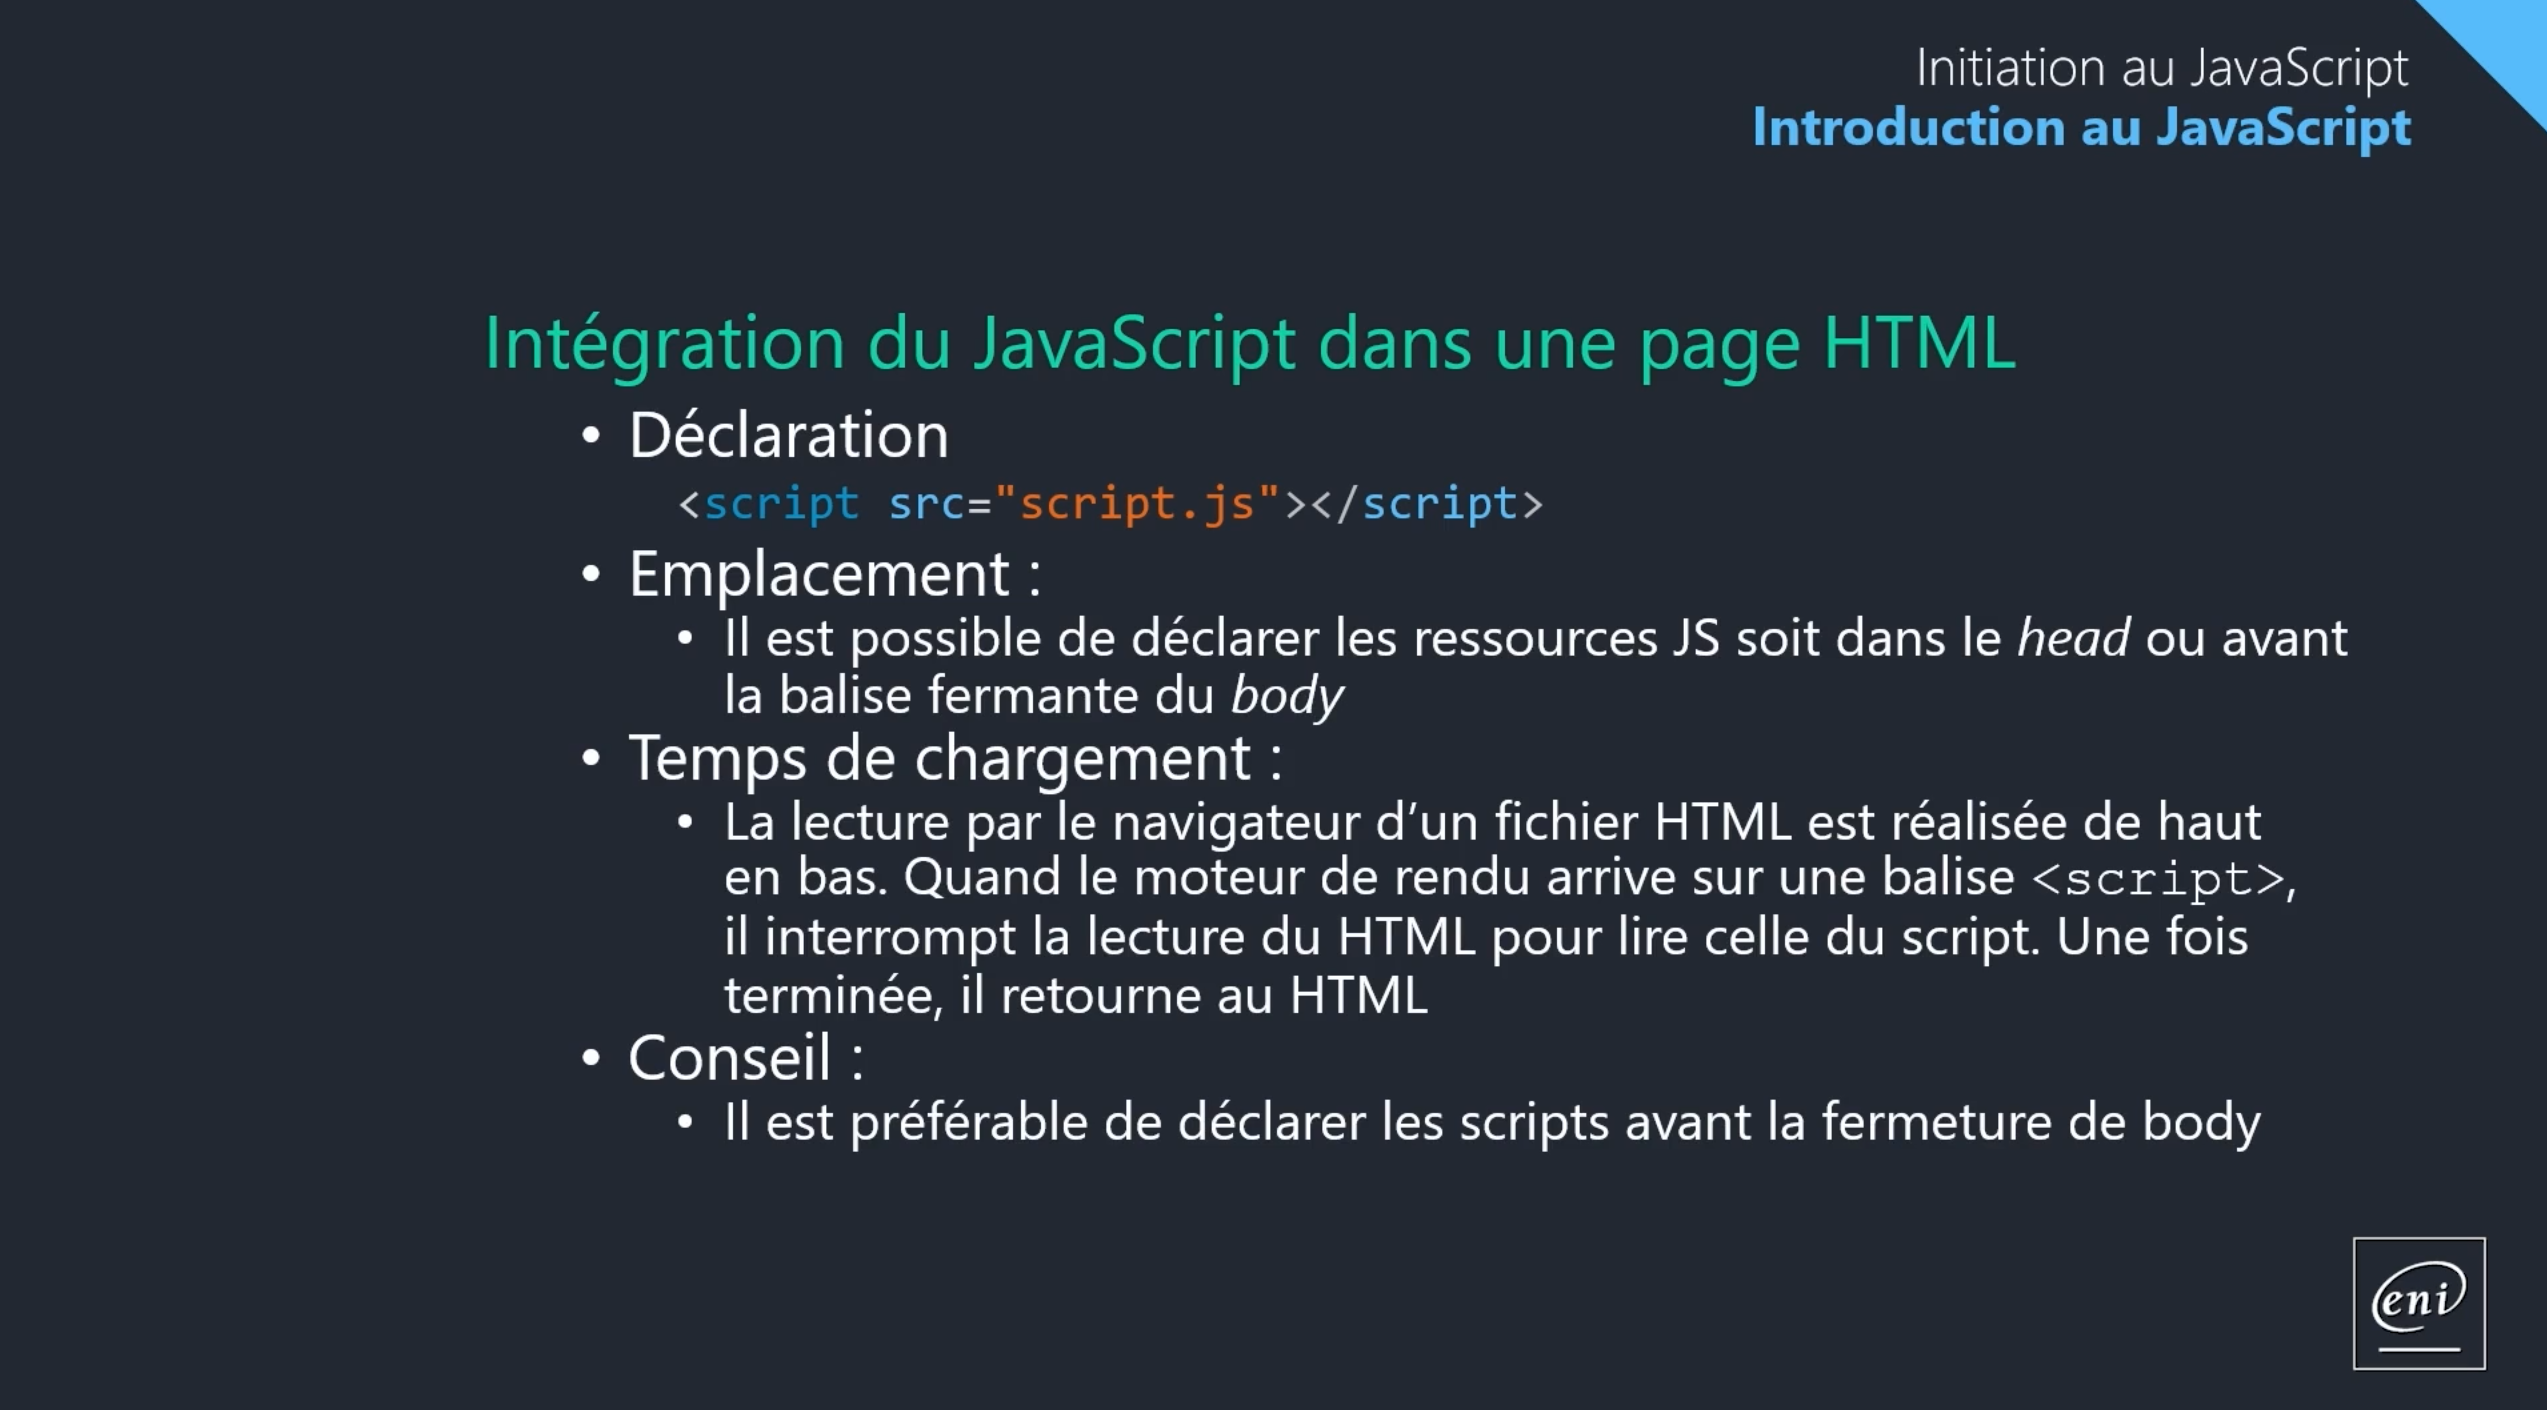 Initiation au JavaScript
Introduction au JavaScript
Intégration du JavaScript dans une page HTML
• Déclaration
<script src="script.js"></script>
• Emplacement :
• Il est possible de déclarer les ressources JS soit dans le head ou avant
la balise fermante du body
• Temps de chargement :
• La lecture par le navigateur d’un fichier HTML est réalisée de haut
en bas. Quand le moteur de rendu arrive sur une balise <script>,
il interrompt la lecture du HTML pour lire celle du script. Une fois
terminée, il retourne au HTML
• Conseil :
• Il est préférable de déclarer les scripts avant la fermeture de body
eni